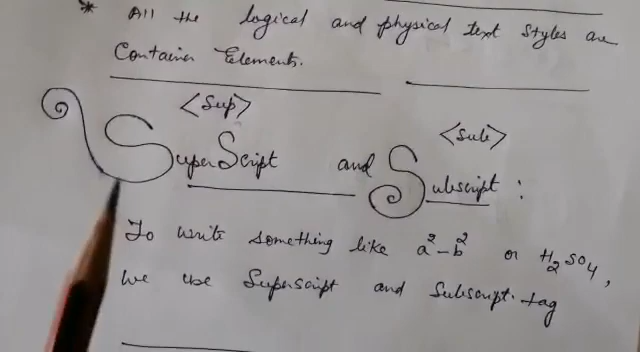 * All the logical and physical text styles are
Container Elements.
<Sup> <Sub>
SuperScript and Subscript :
To write something like a²-b² or H₂SO₄,
we use Superscript and Subscript. tag